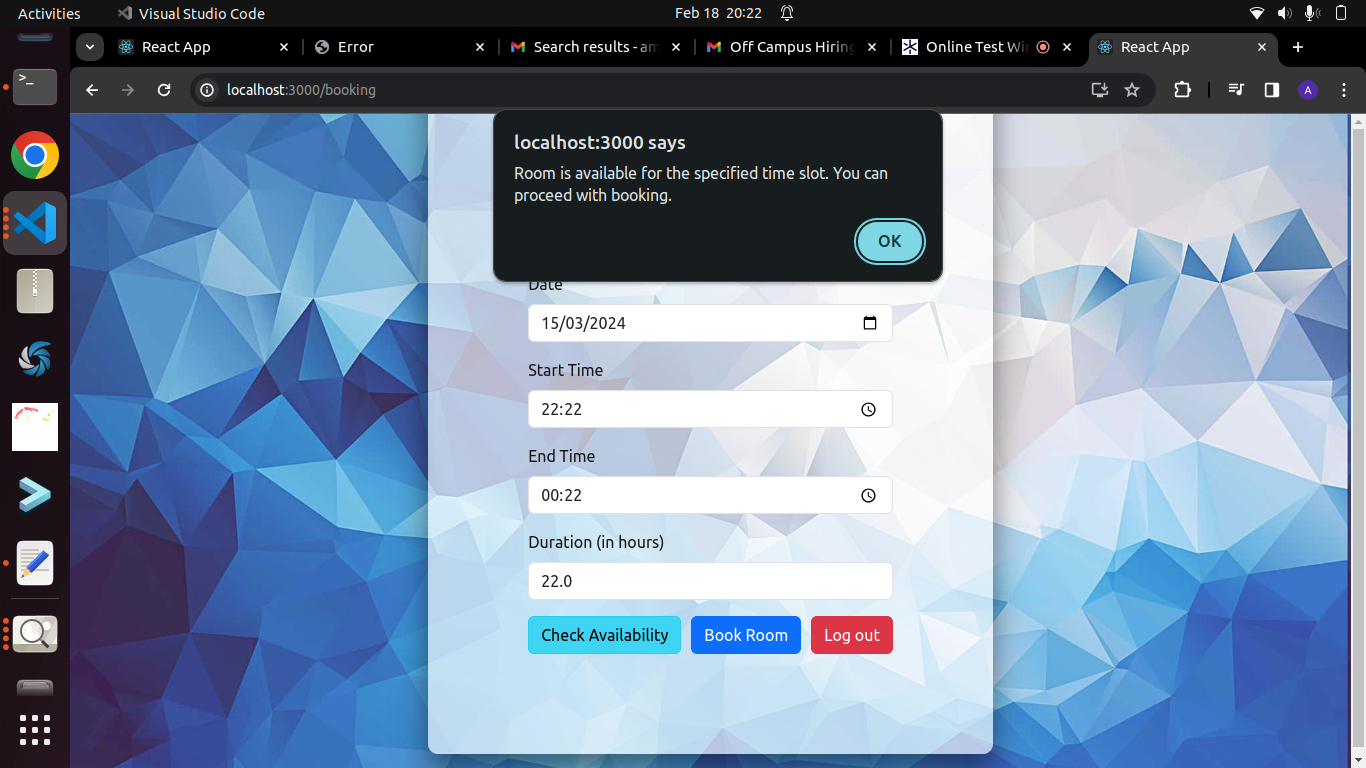 Activities
Visual Studio Code
Feb 18 20:22
React App
Error
Search results - am
Off Campus Hiring
Online Test Wi
React App
localhost:3000/booking
A
localhost:3000 says
Room is available for the specified time slot. You can
proceed with booking.
OK
Date
15/03/2024
Start Time
22:22
End Time
00:22
Duration (in hours)
22.0
Check Availability
Book Room
Log out